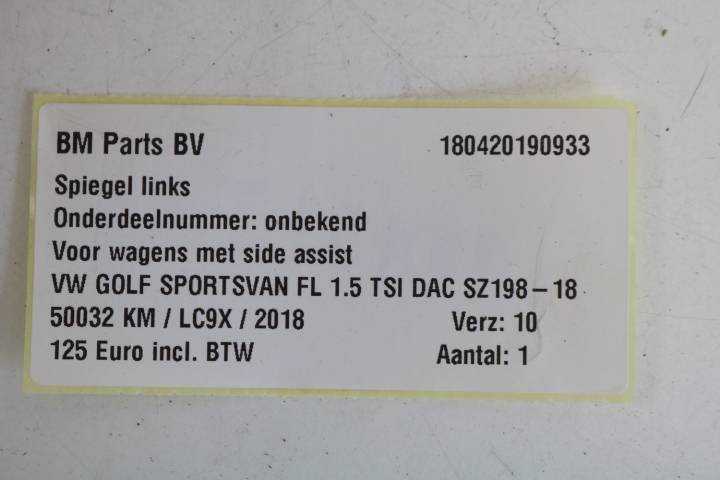 BM Parts BV 180420190933
Spiegel links
Onderdeelnummer: onbekend
Voor wagens met side assist
VW GOLF SPORTSVAN FL 1.5 TSI DAC SZ198-18
50032 KM / LC9X / 2018 Verz: 10
125 Euro incl. BTW Aantal: 1